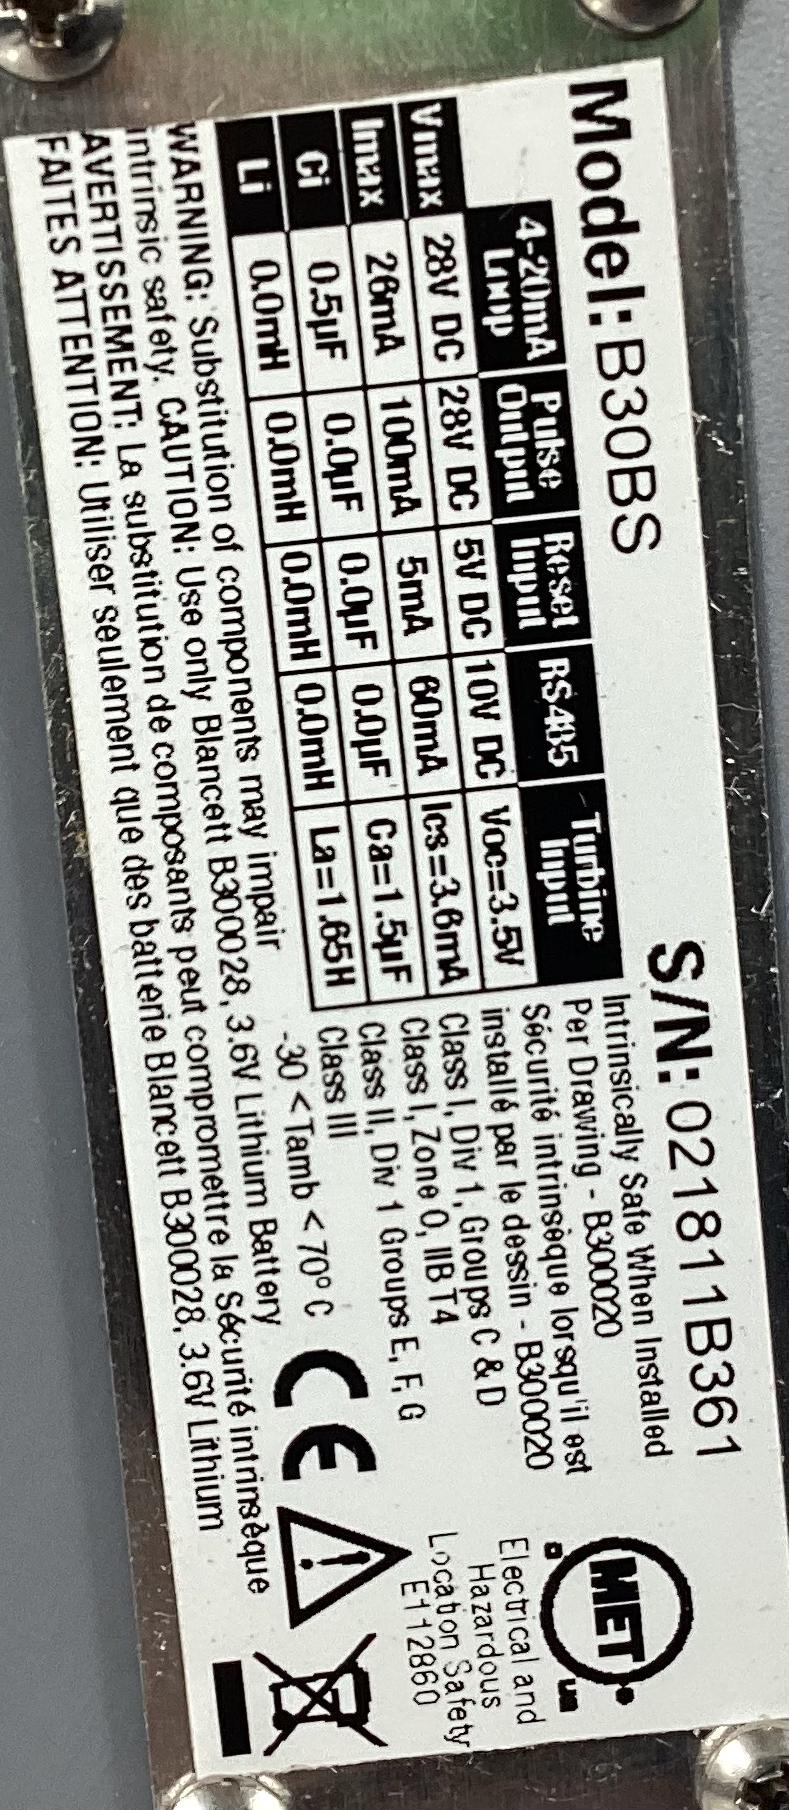 Model: B30BS
S/N: 021811B361
4-20mA Loop
Pulse Output
Reset Input
RS485
Turbine Input
Vmax 28V DC 28V DC 5V DC 10V DC Voc=3.5V
Imax 26mA 100mA 5mA 60mA Ics=3.6mA
Ci 0.5µF 0.0µF 0.0µF 0.0µF Ca=1.5µF
Li 0.0mH 0.0mH 0.0mH 0.0mH La=1.65H
Intrinsically Safe When Installed
Per Drawing - B300020
Sécurité intrinsèque lorsqu'il est
installé par le dessin - B300020
Class I, Div 1, Groups C & D
Class I, Zone 0, IIB T4
Class II, Div 1 Groups E, F, G
Class III
-30 < Tamb < 70° C
MET
C
US
Electrical and
Hazardous
Location Safety
E112860
CE
WARNING: Substitution of components may impair
intrinsic safety. CAUTION: Use only Blancett B300028, 3.6V Lithium Battery
AVERTISSEMENT: La substitution de composants peut compromettre la Sécurité intrinsèque
FAITES ATTENTION: Utiliser seulement que des batterie Blancett B300028, 3.6V Lithium